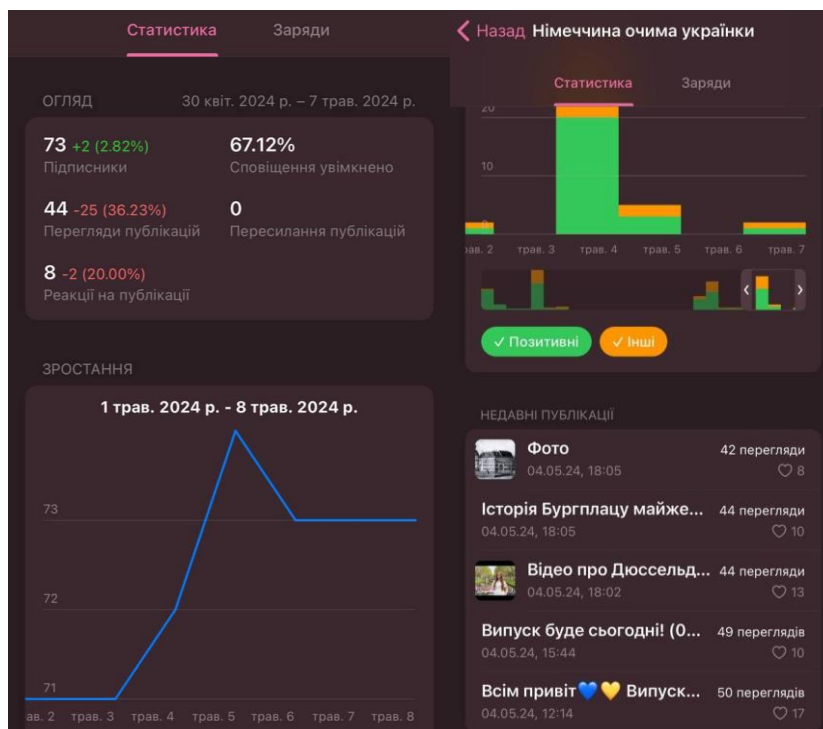 Статистика
Заряди
ОГЛЯД
30 квіт. 2024 р. – 7 трав. 2024 р.
73 +2 (2.82%)
Підписники
67.12%
Сповіщення увімкнено
44 -25 (36.23%)
Перегляди публікацій
0
Пересилання публікацій
8 -2 (20.00%)
Реакції на публікації
ЗРОСТАННЯ
1 трав. 2024 р. - 8 трав. 2024 р.
73
72
71
ав. 2 трав. 3 трав. 4 трав. 5 трав. 6 трав. 7 трав. 8
Назад Німеччина очима українки
Статистика
Заряди
20
10
0
рав. 2 трав. 3 трав. 4 трав. 5 трав. 6 трав. 7
Позитивні
Інші
НЕДАВНІ ПУБЛІКАЦІЇ
Фото 42 перегляди
04.05.24, 18:05 8
Історія Бургплацу майже... 44 перегляди
04.05.24, 18:05 10
Відео про Дюссельд... 44 перегляди
04.05.24, 18:02 13
Випуск буде сьогодні! (0... 49 переглядів
04.05.24, 15:44 10
Всім привіт💙💛 Випуск... 50 переглядів
04.05.24, 12:14 17